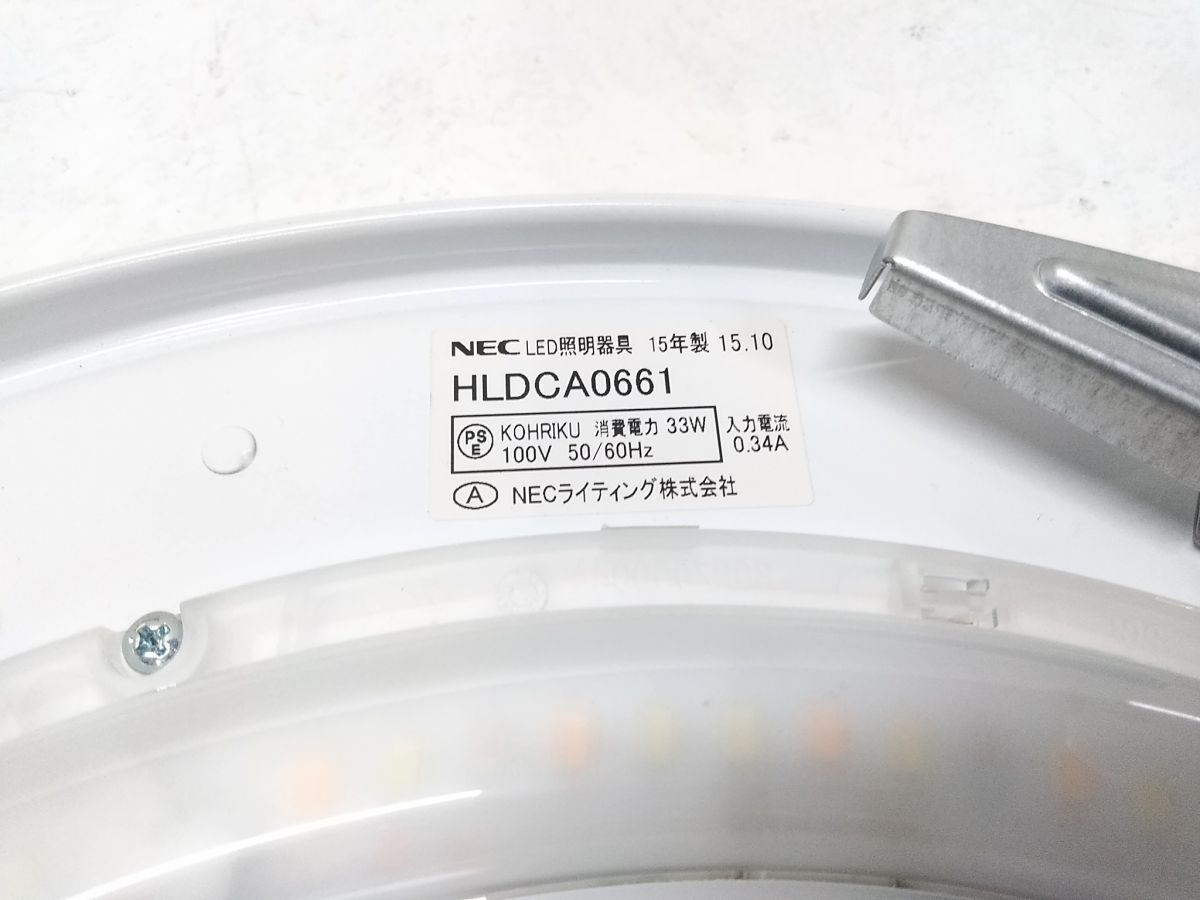 NEC LED照明器具 15年製 15.10
HLDCA0661
PSE KOHRIKU 消費電力 33W
100V 50/60Hz
入力電流
0.34A
A NECライティング株式会社